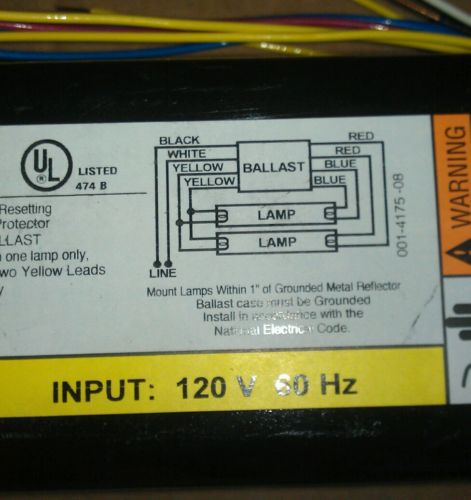 UL
®
LISTED
474 B
Resetting
Protector
LLAST
one lamp only,
wo Yellow Leads
BLACK
WHITE
YELLOW
YELLOW
BALLAST
RED
RED
BLUE
BLUE
LAMP
LAMP
LINE
001-4175-08
Mount Lamps Within 1" of Grounded Metal Reflector
Ballast case must be Grounded
Install in accordance with the
National Electrical Code.
WARNING
INPUT: 120 V 60 Hz